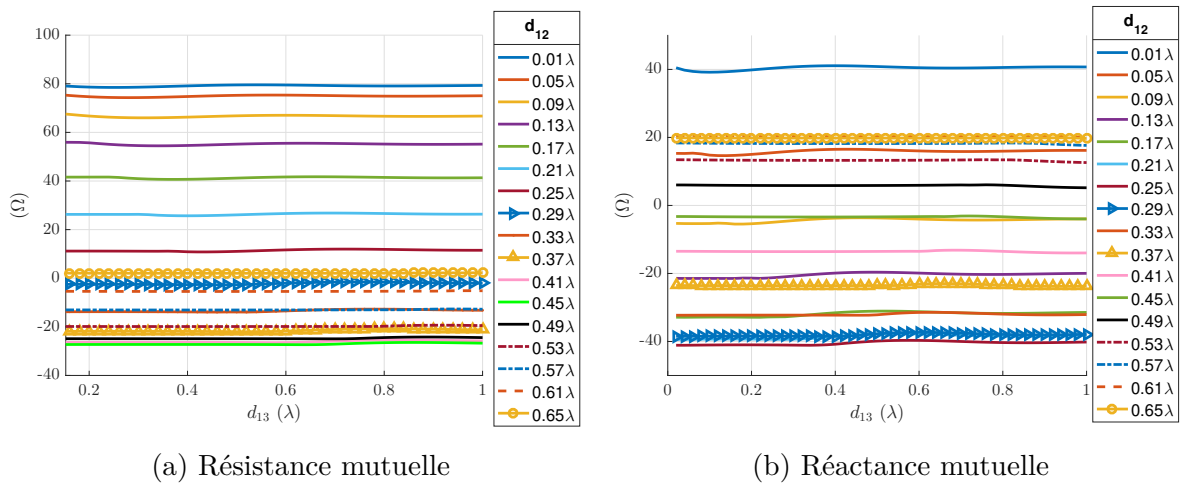 100
80
60
40
20
0
-20
-40
(Ω)
0.2
0.4
0.6
0.8
1
d13 (λ)
d12
0.01λ
0.05λ
0.09λ
0.13λ
0.17λ
0.21λ
0.25λ
0.29λ
0.33λ
0.37λ
0.41λ
0.45λ
0.49λ
0.53λ
0.57λ
0.61λ
0.65λ
(a) Résistance mutuelle
40
20
0
-20
-40
(Ω)
0
0.2
0.4
0.6
0.8
1
d13 (λ)
d12
0.01λ
0.05λ
0.09λ
0.13λ
0.17λ
0.21λ
0.25λ
0.29λ
0.33λ
0.37λ
0.41λ
0.45λ
0.49λ
0.53λ
0.57λ
0.61λ
0.65λ
(b) Réactance mutuelle